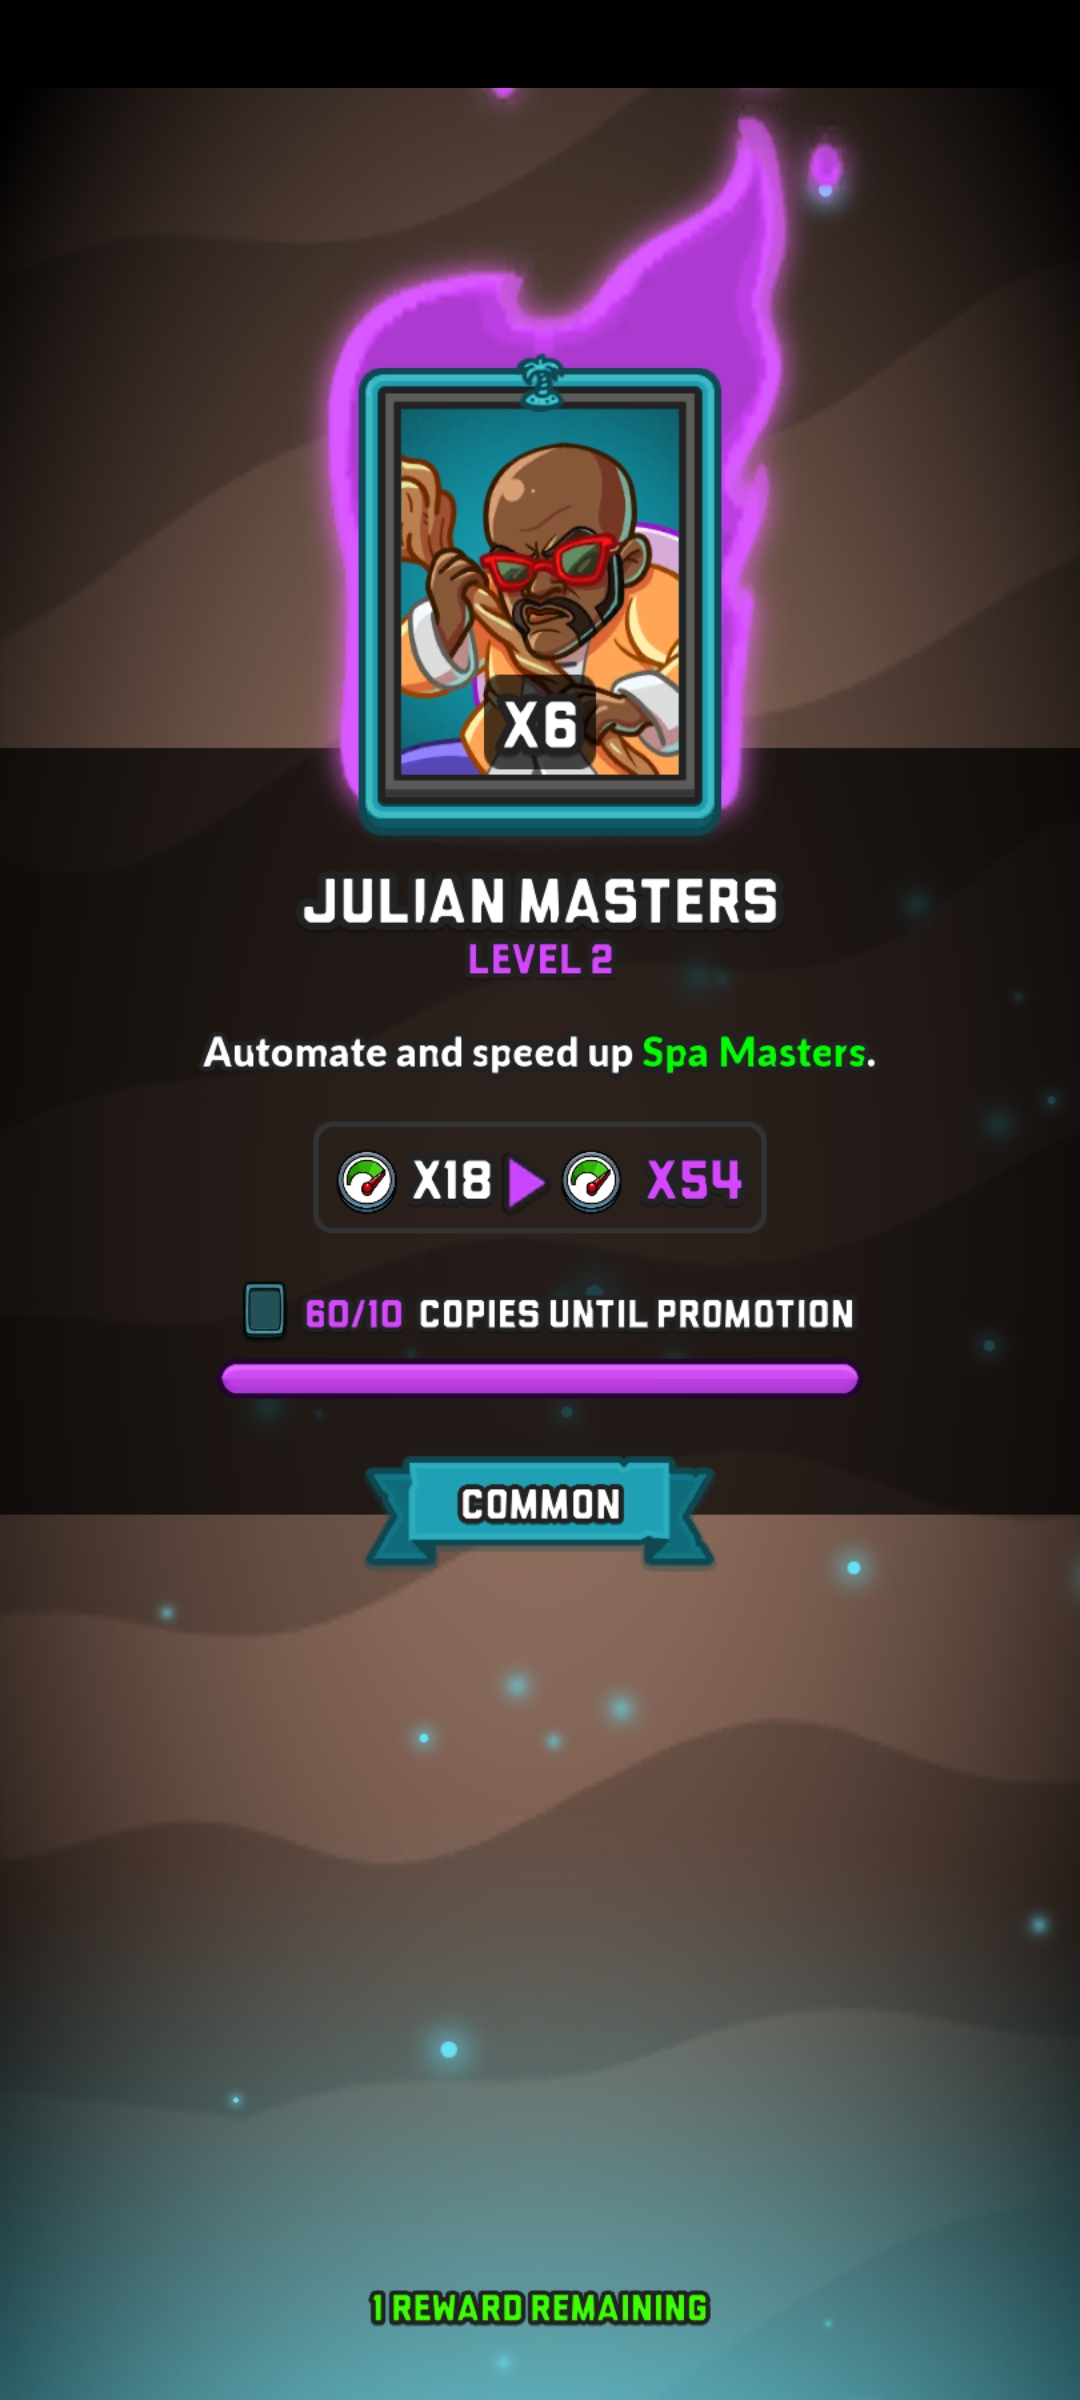 X6
JULIAN MASTERS
LEVEL 2
Automate and speed up Spa Masters.
X18 X54
60/10 COPIES UNTIL PROMOTION
COMMON
1 REWARD REMAINING